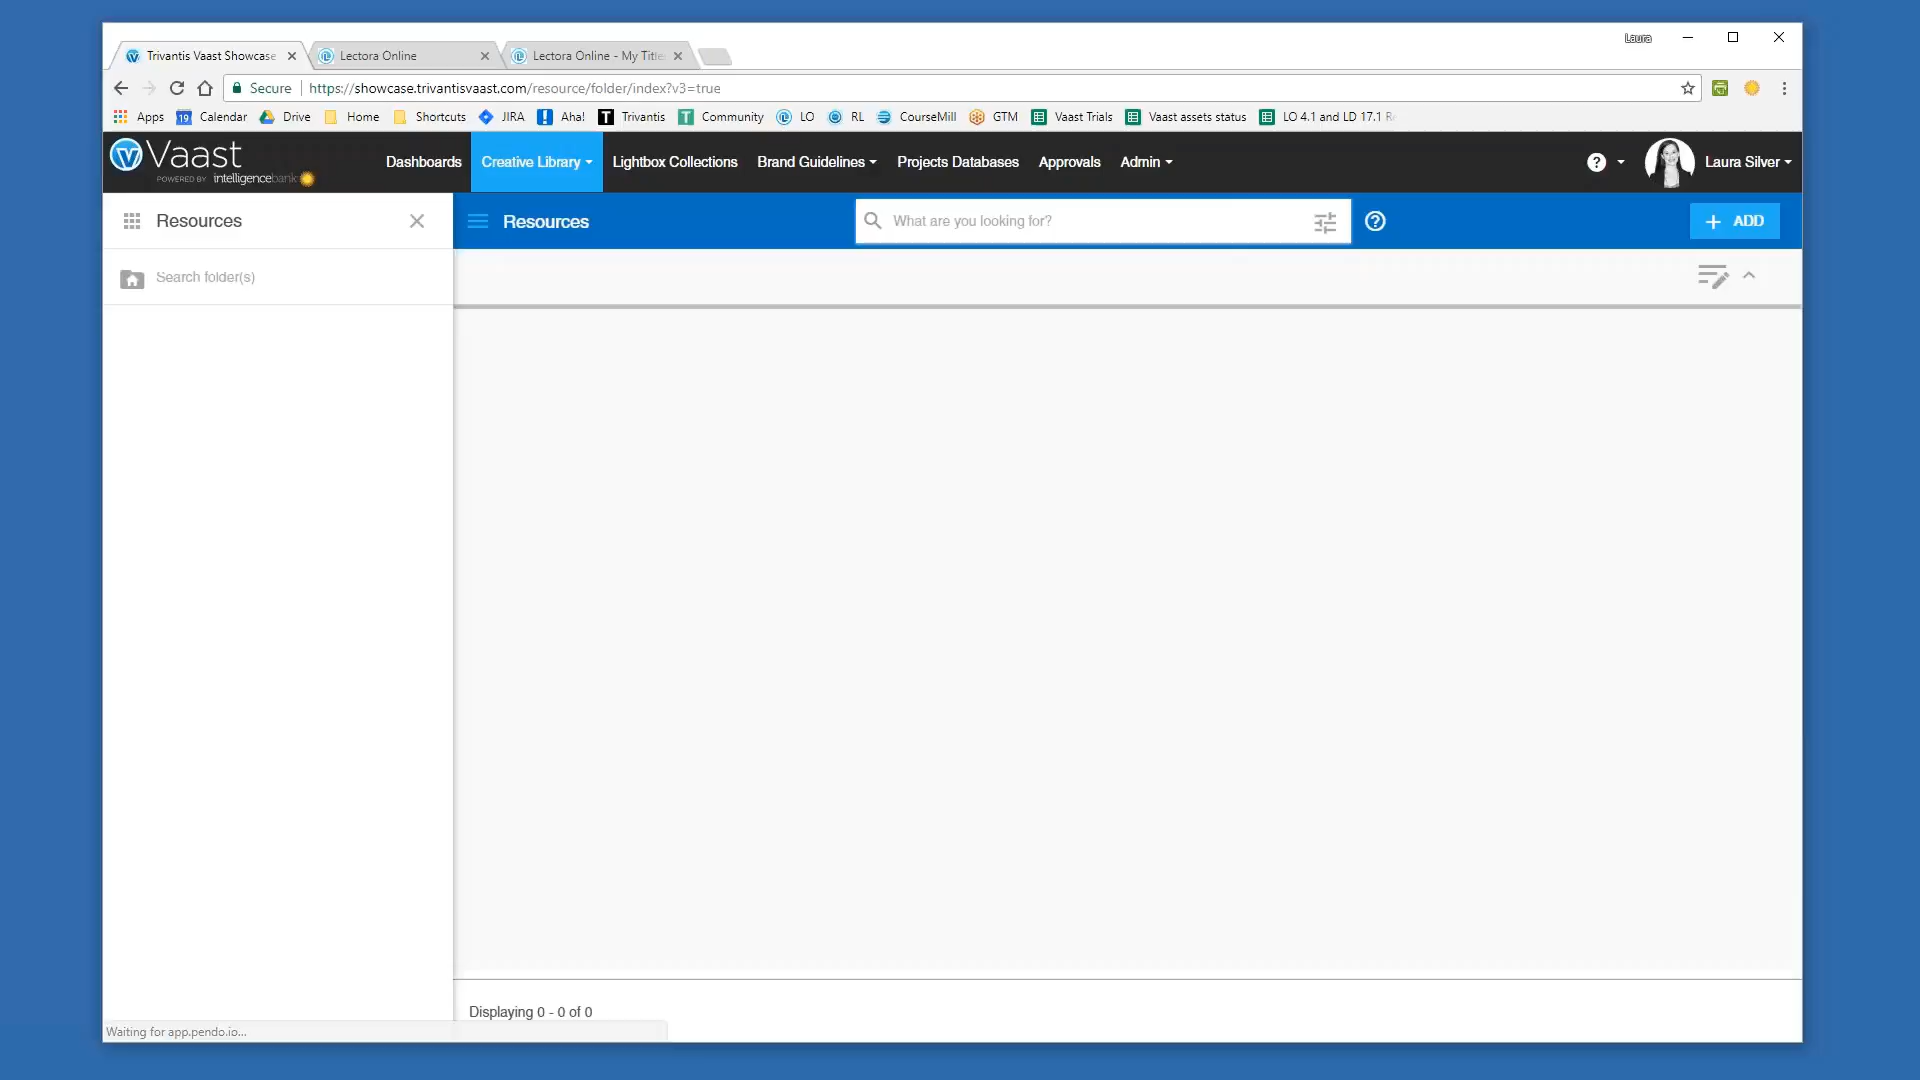 Laura
Trivantis Vaast Showcase
Lectora Online
Lectora Online - My Title
Secure
https://showcase.trivantisvaast.com/resource/folder/index?v3=true
Apps
19
Calendar
Drive
Home
Shortcuts
JIRA
Aha!
Trivantis
Community
LO
RL
CourseMill
GTM
Vaast Trials
Vaast assets status
LO 4.1 and LD 17.1 R
Vaast
POWERED BY intelligencebank
Dashboards
Creative Library
Lightbox Collections
Brand Guidelines
Projects Databases
Approvals
Admin
Laura Silver
Resources
Resources
What are you looking for?
+ ADD
Search folder(s)
Displaying 0 - 0 of 0
Waiting for app.pendo.io...